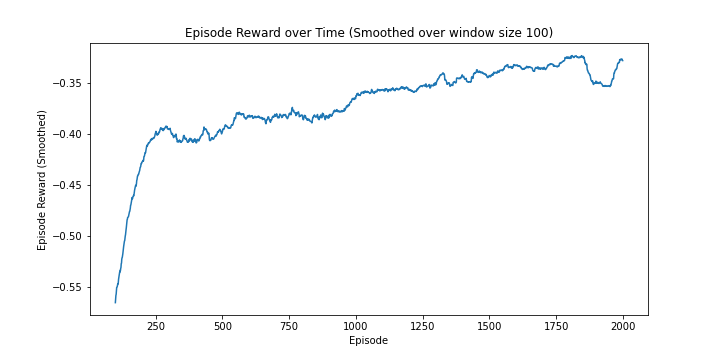 Episode Reward over Time (Smoothed over window size 100)
Episode Reward (Smoothed)
−0.35
−0.40
−0.45
−0.50
−0.55
250 500 750 1000 1250 1500 1750 2000
Episode